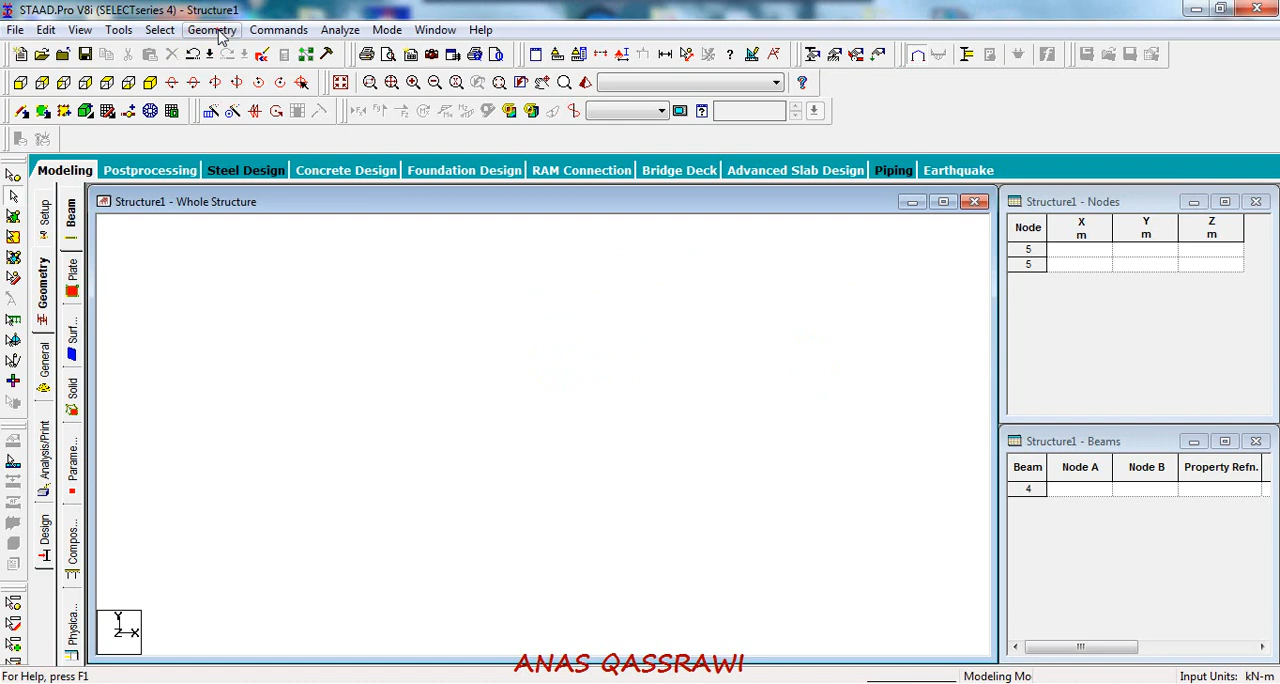 STAAD.Pro V8i (SELECTseries 4) - Structure1
File Edit View Tools Select Geometry Commands Analyze Mode Window Help
Modeling Postprocessing Steel Design Concrete Design Foundation Design RAM Connection Bridge Deck Advanced Slab Design Piping Earthquake
Setup
Geometry
General
Analysis/Print
Design
Beam
Plate
Surf...
Solid
Parame...
Compos...
Physica...
Structure1 - Whole Structure
Y
Z X
Structure1 - Nodes
Node X m Y m Z m
5
5
Structure1 - Beams
Beam Node A Node B Property Refn.
4
ANAS QASSRAWI
For Help, press F1
Modeling Mo
Input Units: kN-m